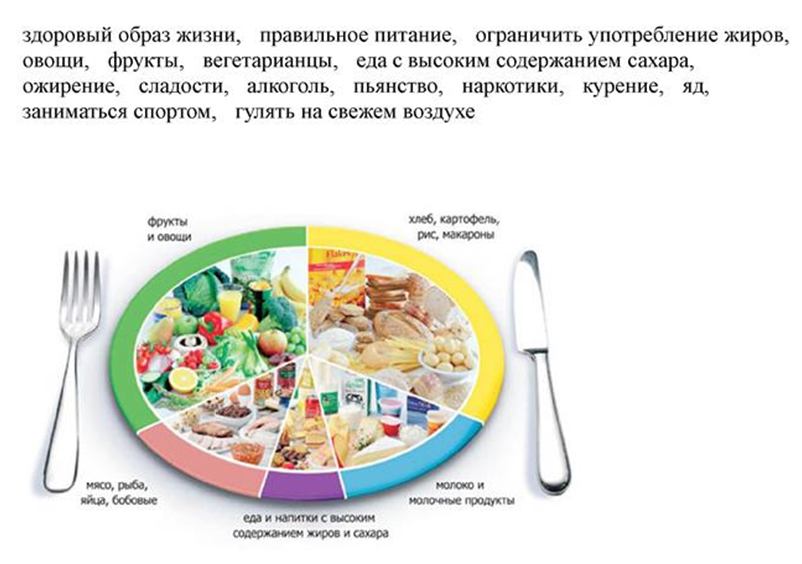 здоровый образ жизни, правильное питание, ограничить употребление жиров,
овощи, фрукты, вегетарианцы, еда с высоким содержанием сахара,
ожирение, сладости, алкоголь, пьянство, наркотики, курение, яд,
заниматься спортом, гулять на свежем воздухе
фрукты
и овощи
хлеб, картофель,
рис, макароны
мясо, рыба,
яйца, бобовые
молоко и
молочные продукты
еда и напитки с высоким
содержанием жиров и сахара